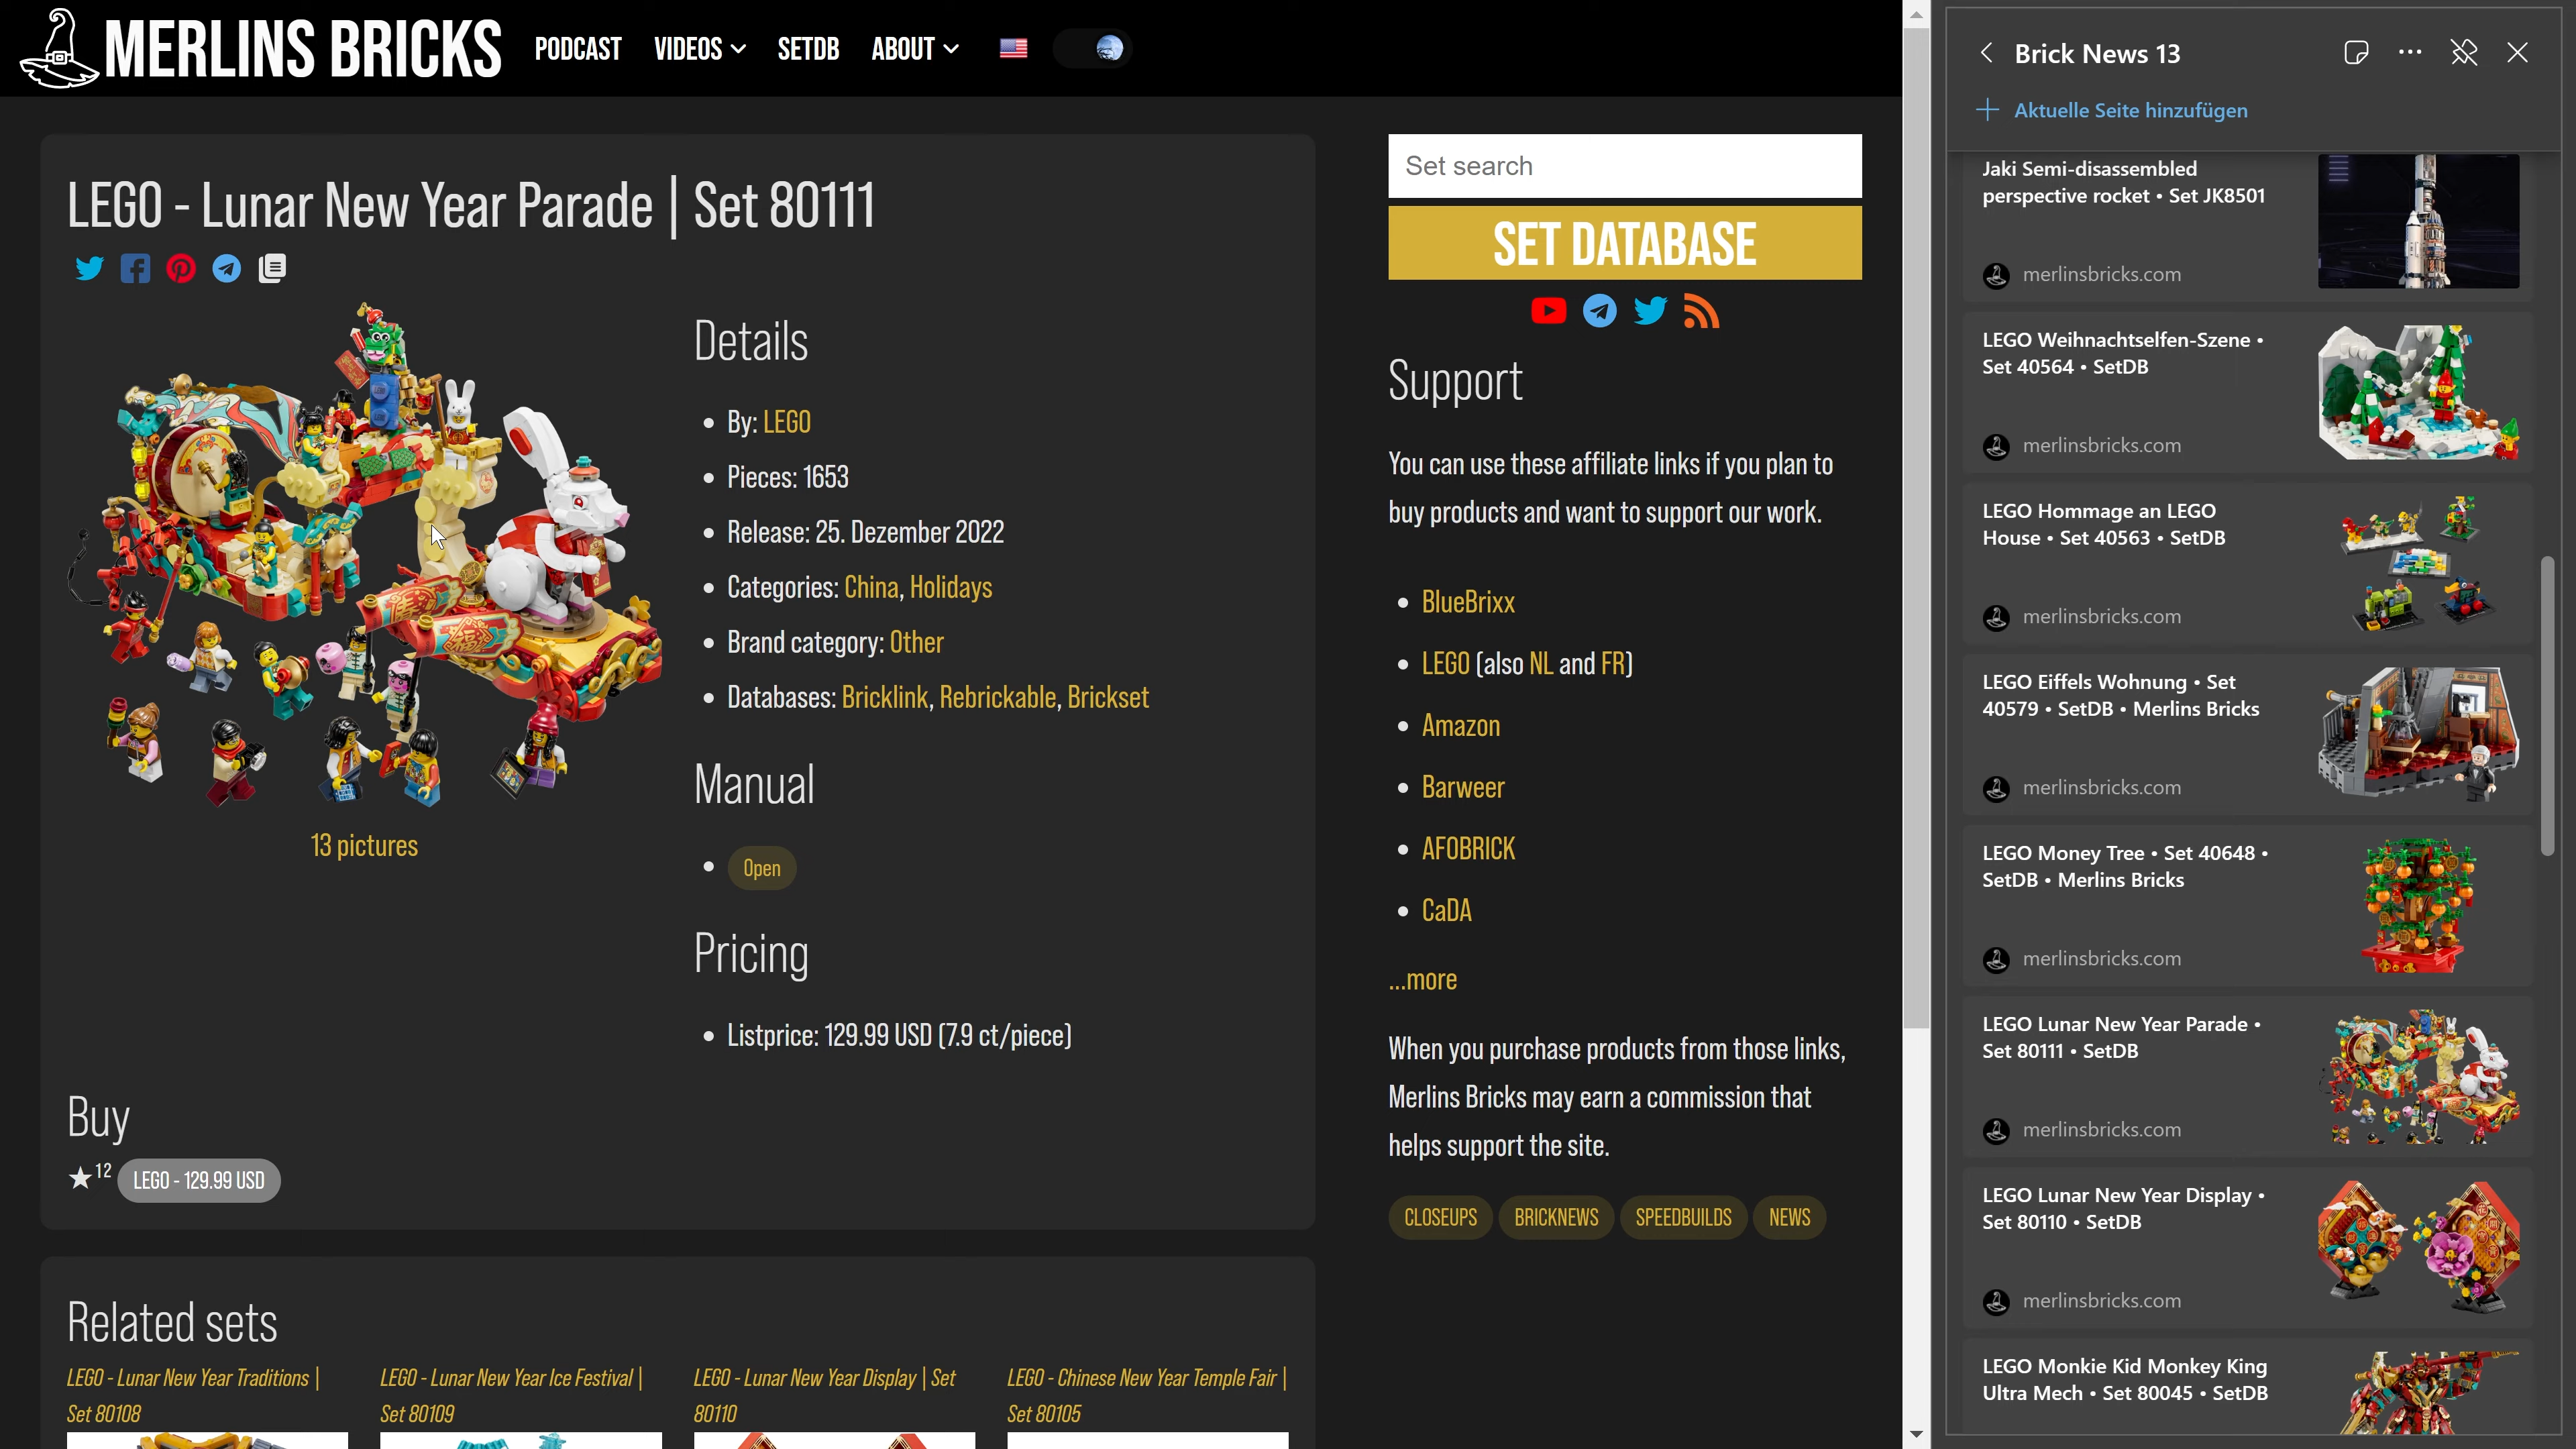 MERLINS BRICKS
PODCAST VIDEOS SETDB ABOUT
LEGO - Lunar New Year Parade | Set 80111
13 pictures
Details
By: LEGO
Pieces: 1653
Release: 25. Dezember 2022
Categories: China, Holidays
Brand category: Other
Databases: Bricklink, Rebrickable, Brickset
Manual
Open
Pricing
Listprice: 129.99 USD (7.9 ct/piece)
Buy
★12 LEGO - 129.99 USD
Related sets
LEGO - Lunar New Year Traditions |
Set 80108
LEGO - Lunar New Year Ice Festival |
Set 80109
LEGO - Lunar New Year Display | Set
80110
LEGO - Chinese New Year Temple Fair |
Set 80105
Set search
SET DATABASE
Support
You can use these affiliate links if you plan to
buy products and want to support our work.
BlueBrixx
LEGO (also NL and FR)
Amazon
Barweer
AFOBRICK
CaDA
...more
When you purchase products from those links,
Merlins Bricks may earn a commission that
helps support the site.
CLOSEUPS BRICKNEWS SPEEDBUILDS NEWS
Brick News 13
Aktuelle Seite hinzufügen
Jaki Semi-disassembled
perspective rocket • Set JK8501
merlinsbricks.com
LEGO Weihnachtselfen-Szene •
Set 40564 • SetDB
merlinsbricks.com
LEGO Hommage an LEGO
House • Set 40563 • SetDB
merlinsbricks.com
LEGO Eiffels Wohnung • Set
40579 • SetDB • Merlins Bricks
merlinsbricks.com
LEGO Money Tree • Set 40648 •
SetDB • Merlins Bricks
merlinsbricks.com
LEGO Lunar New Year Parade •
Set 80111 • SetDB
merlinsbricks.com
LEGO Lunar New Year Display •
Set 80110 • SetDB
merlinsbricks.com
LEGO Monkie Kid Monkey King
Ultra Mech • Set 80045 • SetDB